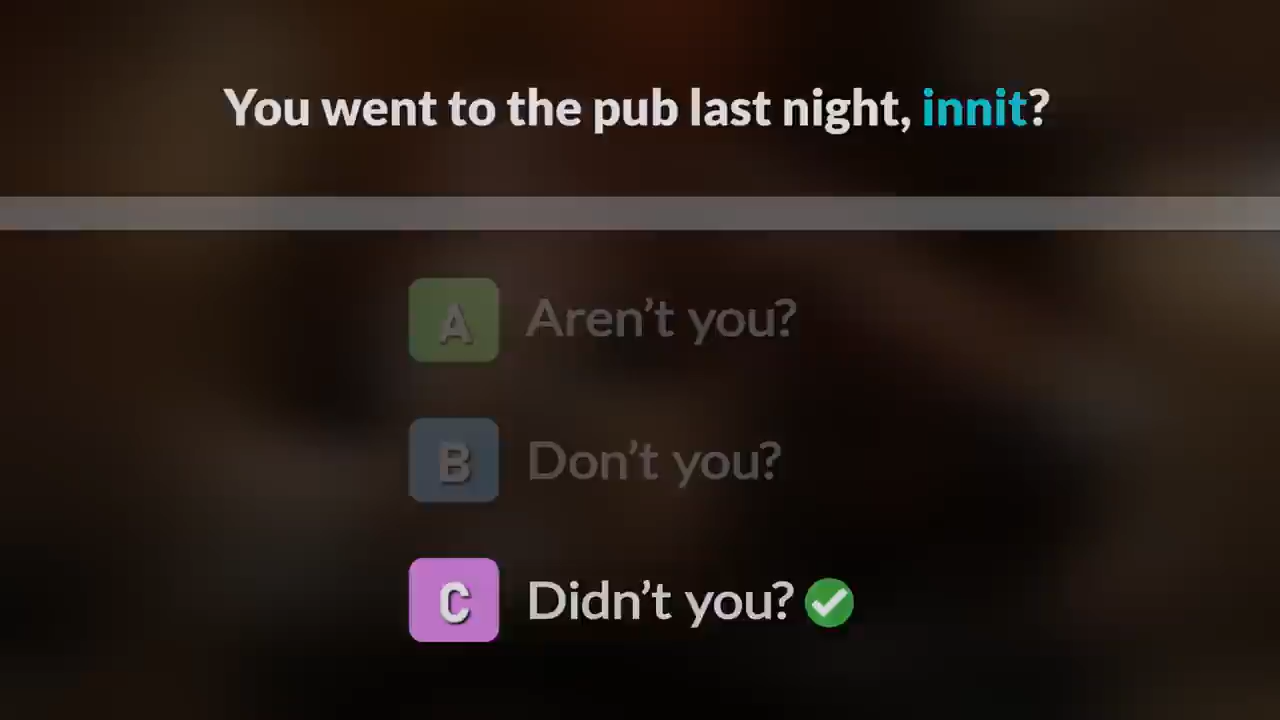 You went to the pub last night, innit?
A Aren’t you?
B Don’t you?
C Didn’t you?